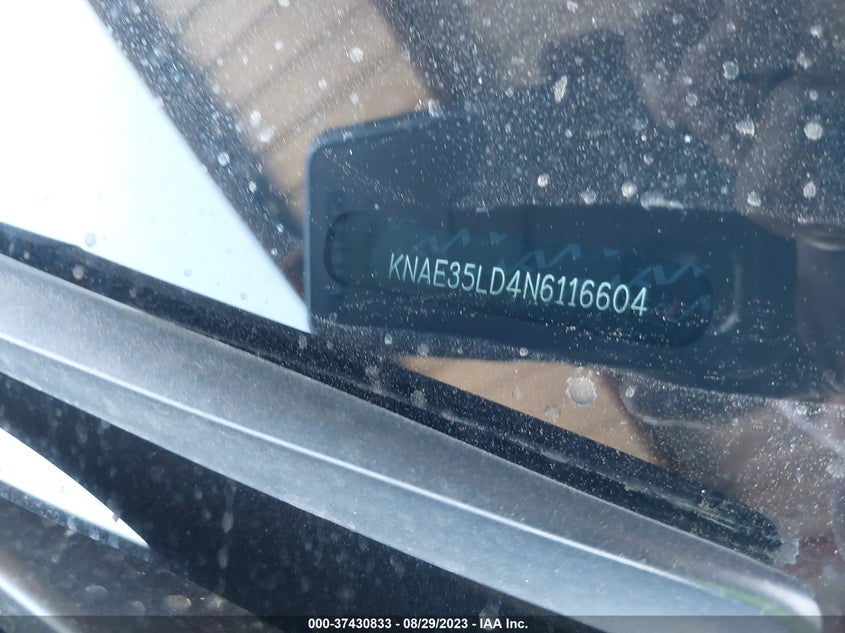 KNAE35LD4N6116604
000-37430833 - 08/29/2023 - IAA Inc.